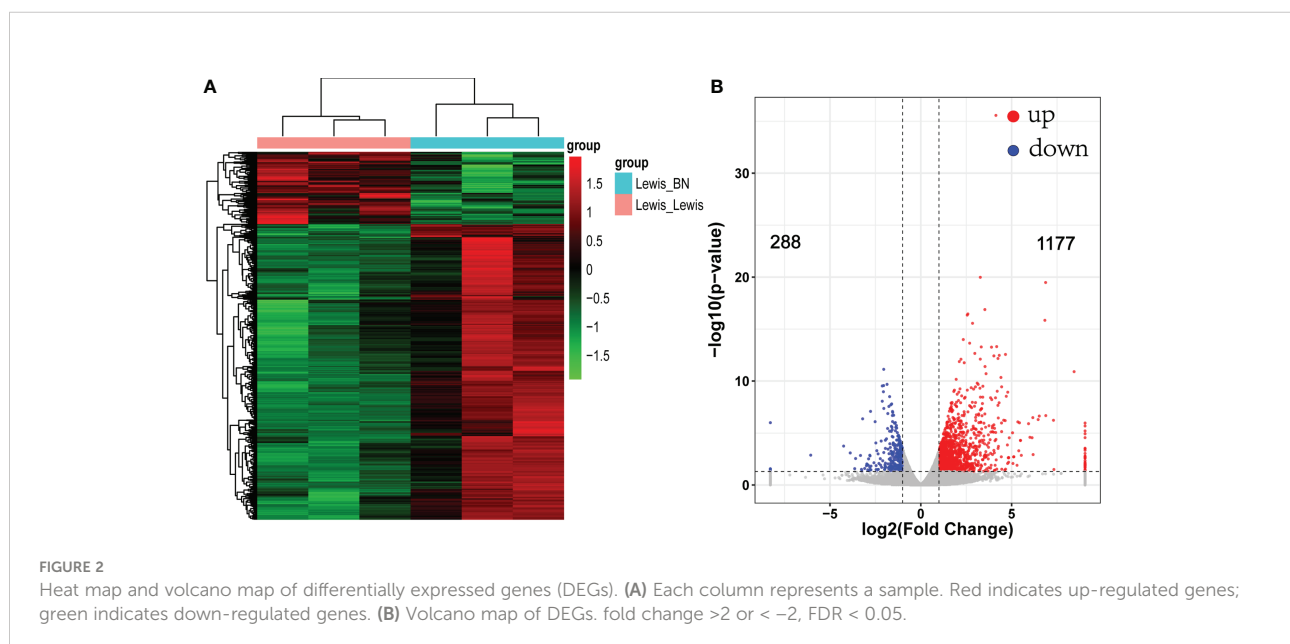 A
group
1.5
1
0.5
0
−0.5
−1
−1.5
group
Lewis_BN
Lewis_Lewis
B
up
down
288
1177
30
20
10
0
−5
0
5
−log10(p−value)
log2(Fold Change)
FIGURE 2
Heat map and volcano map of differentially expressed genes (DEGs). (A) Each column represents a sample. Red indicates up-regulated genes;
green indicates down-regulated genes. (B) Volcano map of DEGs. fold change >2 or < −2, FDR < 0.05.